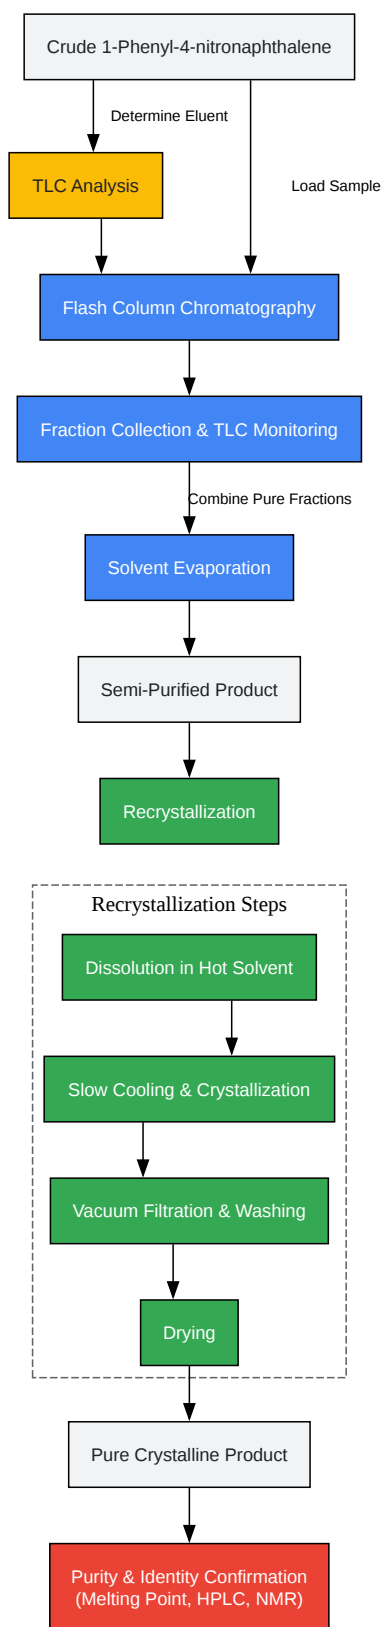 Crude 1-Phenyl-4-nitronaphthalene
Determine Eluent
TLC Analysis
Load Sample
Flash Column Chromatography
Fraction Collection & TLC Monitoring
Combine Pure Fractions
Solvent Evaporation
Semi-Purified Product
Recrystallization
Recrystallization Steps
Dissolution in Hot Solvent
Slow Cooling & Crystallization
Vacuum Filtration & Washing
Drying
Pure Crystalline Product
Purity & Identity Confirmation
(Melting Point, HPLC, NMR)